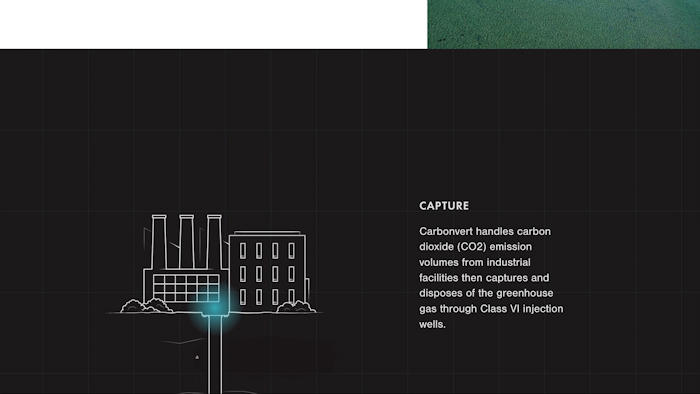 CAPTURE
Carbonvert handles carbon
dioxide (CO2) emission
volumes from industrial
facilities then captures and
disposes of the greenhouse
gas through Class VI injection
wells.